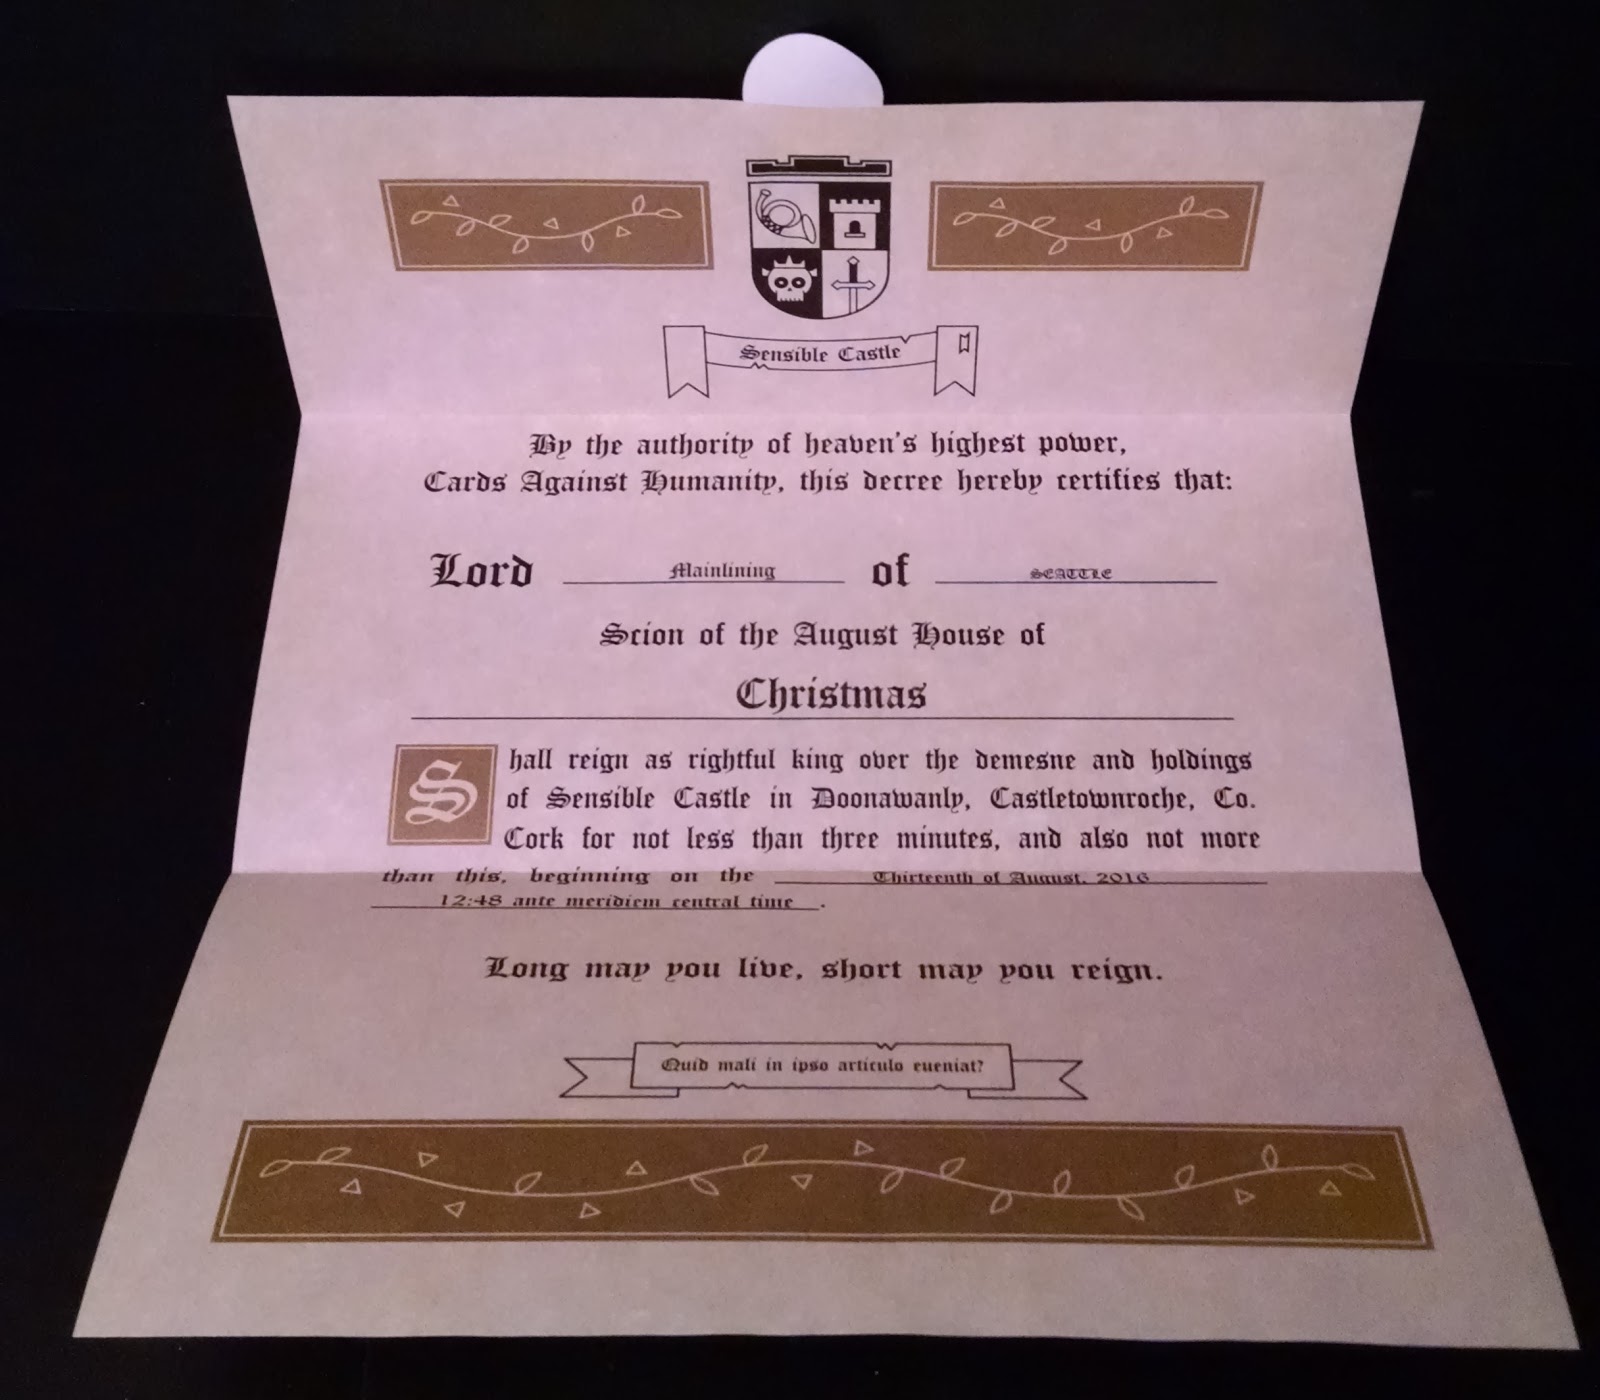 Sensible Castle
By the authority of heaven's highest power,
Cards Against Humanity, this decree hereby certifies that:
Lord Mainlining of SEATTLE
Scion of the August House of
Christmas
Shall reign as rightful king over the demesne and holdings
of Sensible Castle in Doonawanly, Castletownroche, Co.
Cork for not less than three minutes, and also not more
than this, beginning on the Thirteenth of August, 2016
12:48 ante meridiem central time .
Long may you live, short may you reign.
Quid mali in ipso articulo eueniat?